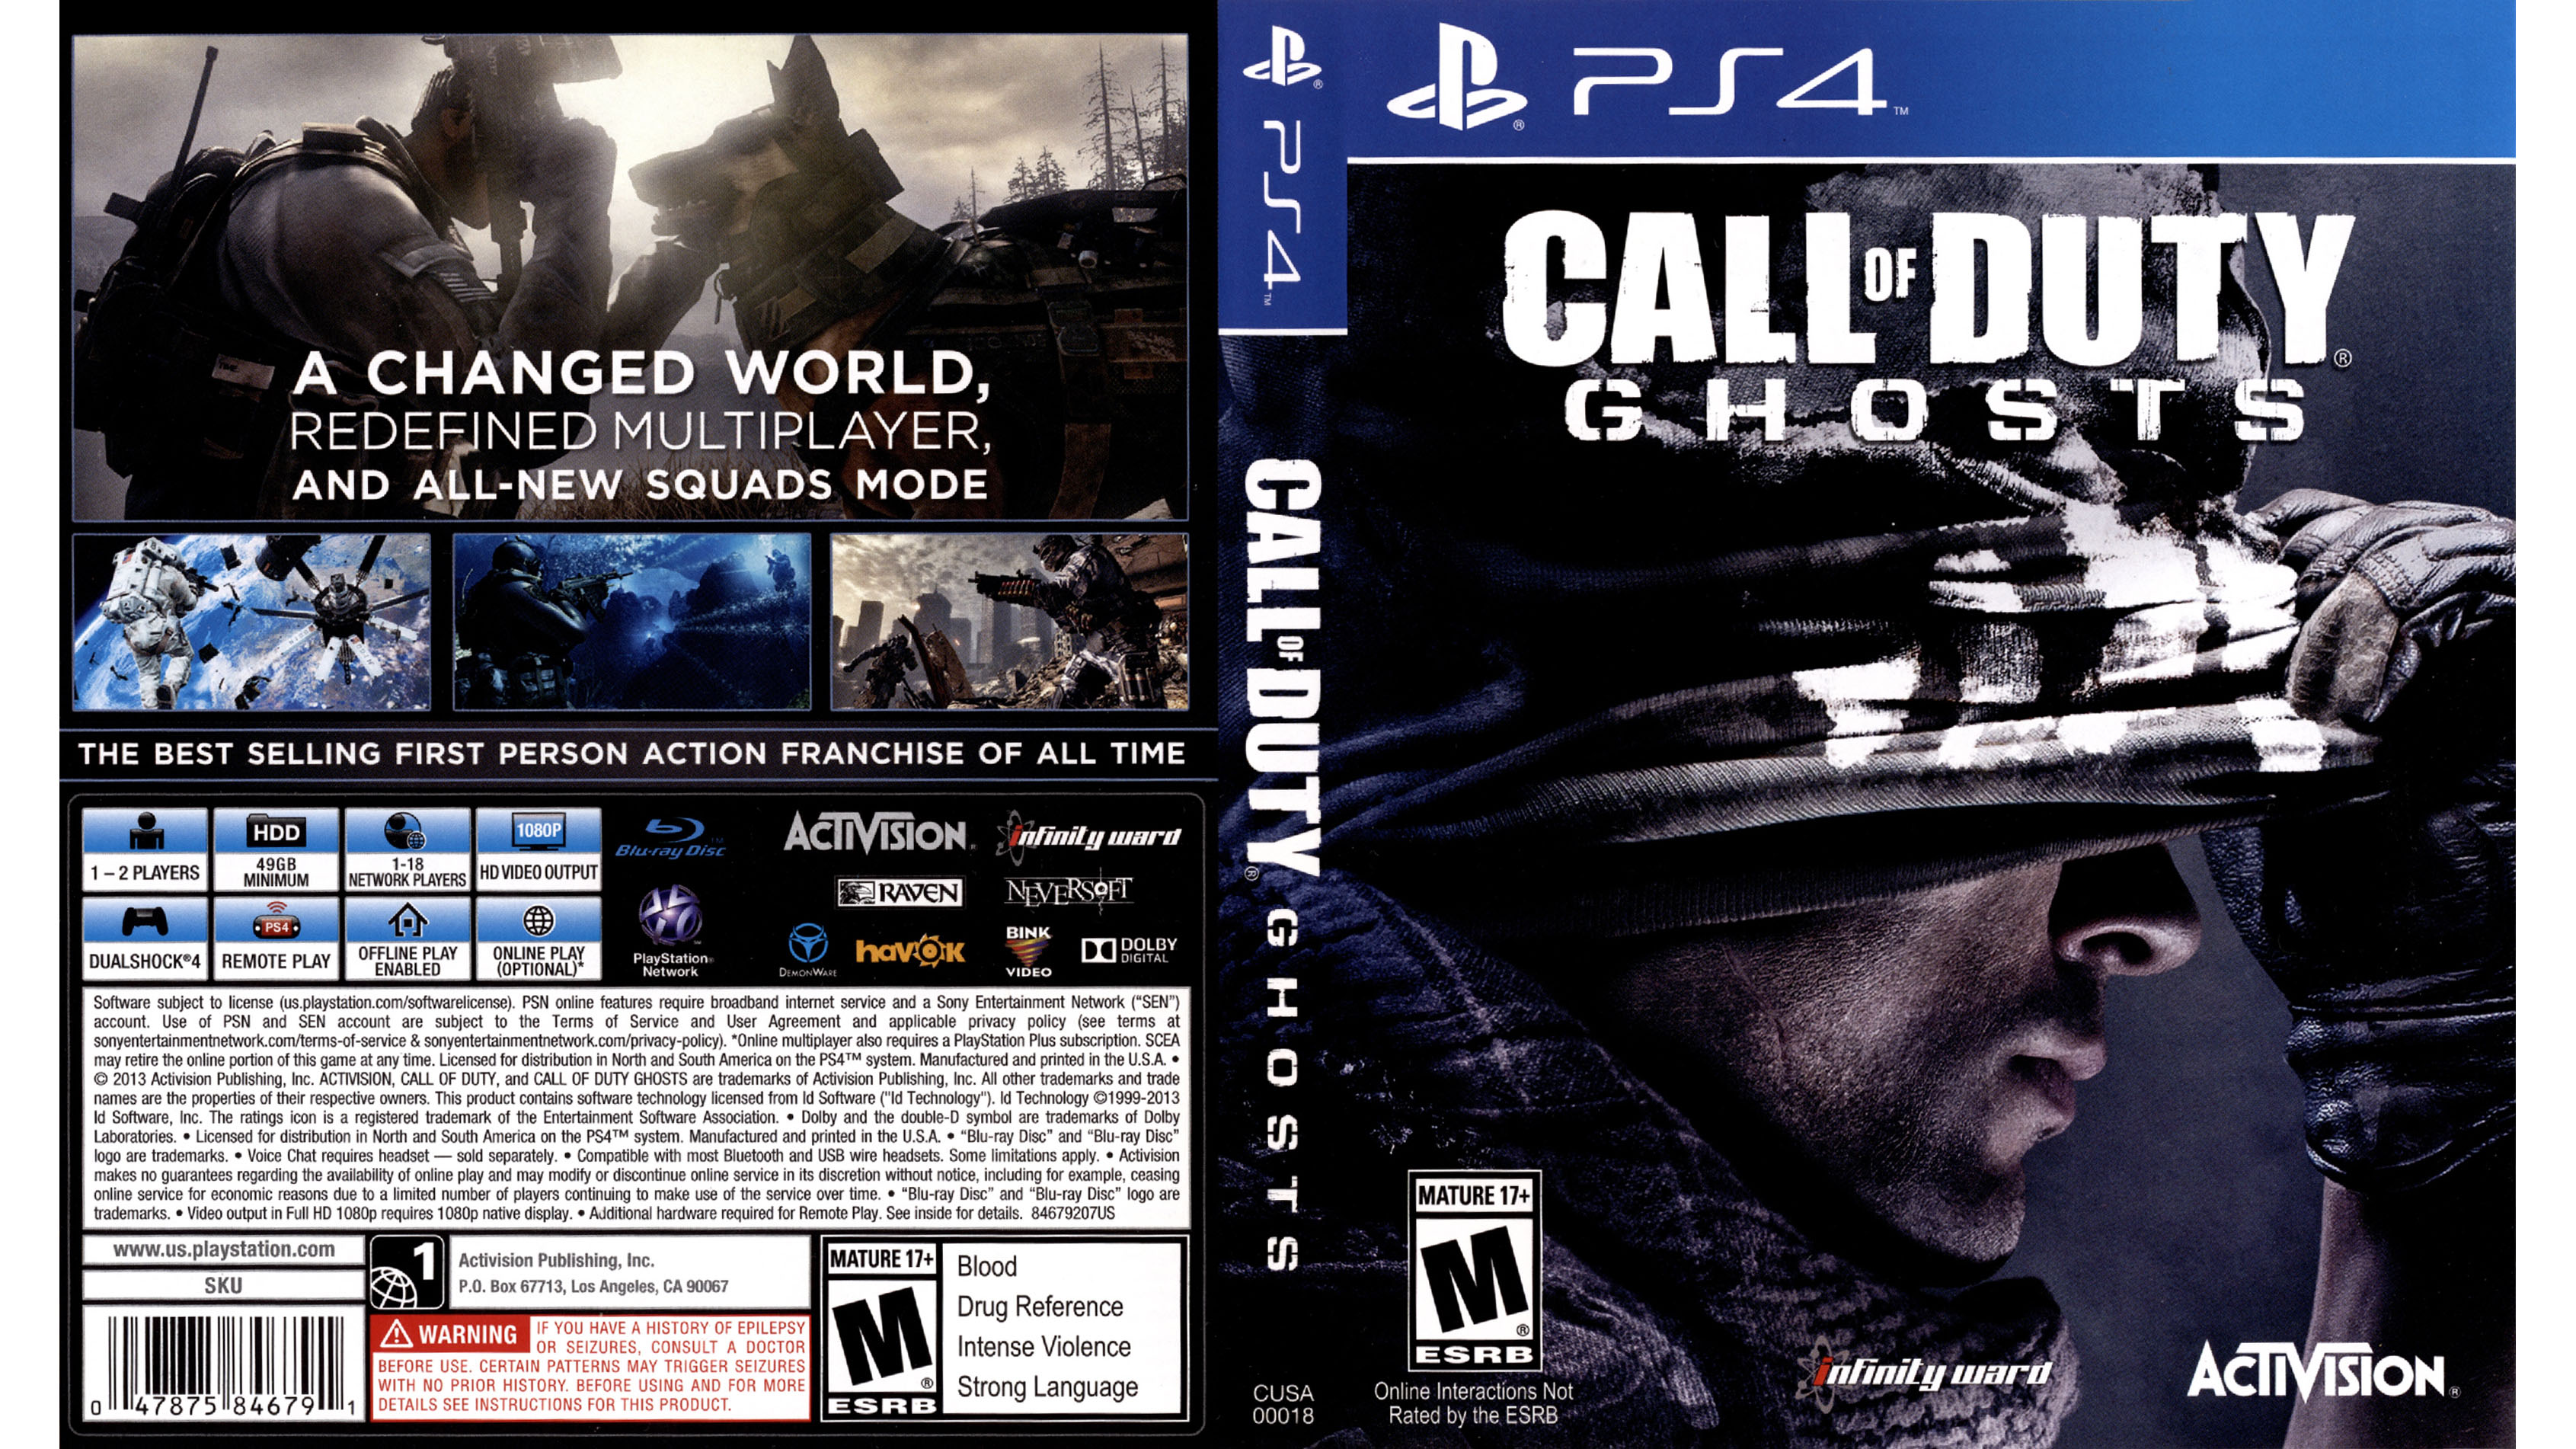 A CHANGED WORLD,
REDEFINED MULTIPLAYER,
AND ALL-NEW SQUADS MODE
THE BEST SELLING FIRST PERSON ACTION FRANCHISE OF ALL TIME
1 – 2 PLAYERS
HDD
49GB
MINIMUM
1-18
NETWORK PLAYERS
1080P
HD VIDEO OUTPUT
DUALSHOCK®4
PS4
REMOTE PLAY
OFFLINE PLAY
ENABLED
ONLINE PLAY
(OPTIONAL)*
Blu-ray Disc™
PlayStation®
Network
ACTIVISION®
infinity ward
RAVEN
NEVERSOFT
DEMONWARE
havok
BINK
VIDEO
DOLBY
DIGITAL
Software subject to license (us.playstation.com/softwarelicense). PSN online features require broadband internet service and a Sony Entertainment Network (“SEN”)
account. Use of PSN and SEN account are subject to the Terms of Service and User Agreement and applicable privacy policy (see terms at
sonyentertainmentnetwork.com/terms-of-service & sonyentertainmentnetwork.com/privacy-policy). *Online multiplayer also requires a PlayStation Plus subscription. SCEA
may retire the online portion of this game at any time. Licensed for distribution in North and South America on the PS4™ system. Manufactured and printed in the U.S.A. •
© 2013 Activision Publishing, Inc. ACTIVISION, CALL OF DUTY, and CALL OF DUTY GHOSTS are trademarks of Activision Publishing, Inc. All other trademarks and trade
names are the properties of their respective owners. This product contains software technology licensed from Id Software ("Id Technology"). Id Technology ©1999-2013
Id Software, Inc. The ratings icon is a registered trademark of the Entertainment Software Association. • Dolby and the double-D symbol are trademarks of Dolby
Laboratories. • Licensed for distribution in North and South America on the PS4™ system. Manufactured and printed in the U.S.A. • “Blu-ray Disc” and “Blu-ray Disc”
logo are trademarks. • Voice Chat requires headset — sold separately. • Compatible with most Bluetooth and USB wire headsets. Some limitations apply. • Activision
makes no guarantees regarding the availability of online play and may modify or discontinue online service in its discretion without notice, including for example, ceasing
online service for economic reasons due to a limited number of players continuing to make use of the service over time. • “Blu-ray Disc” and “Blu-ray Disc” logo are
trademarks. • Video output in Full HD 1080p requires 1080p native display. • Additional hardware required for Remote Play. See inside for details. 84679207US
www.us.playstation.com
SKU
0 47875 84679 1
1
Activision Publishing, Inc.
P.O. Box 67713, Los Angeles, CA 90067
WARNING IF YOU HAVE A HISTORY OF EPILEPSY
OR SEIZURES, CONSULT A DOCTOR
BEFORE USE. CERTAIN PATTERNS MAY TRIGGER SEIZURES
WITH NO PRIOR HISTORY. BEFORE USING AND FOR MORE
DETAILS SEE INSTRUCTIONS FOR THIS PRODUCT.
MATURE 17+
M®
ESRB
Blood
Drug Reference
Intense Violence
Strong Language
PS4™
CALL OF DUTY®
GHOSTS
CUSA
00018
PS4™
CALL OF DUTY®
GHOSTS
MATURE 17+
M®
ESRB
Online Interactions Not
Rated by the ESRB
infinity ward
ACTIVISION®